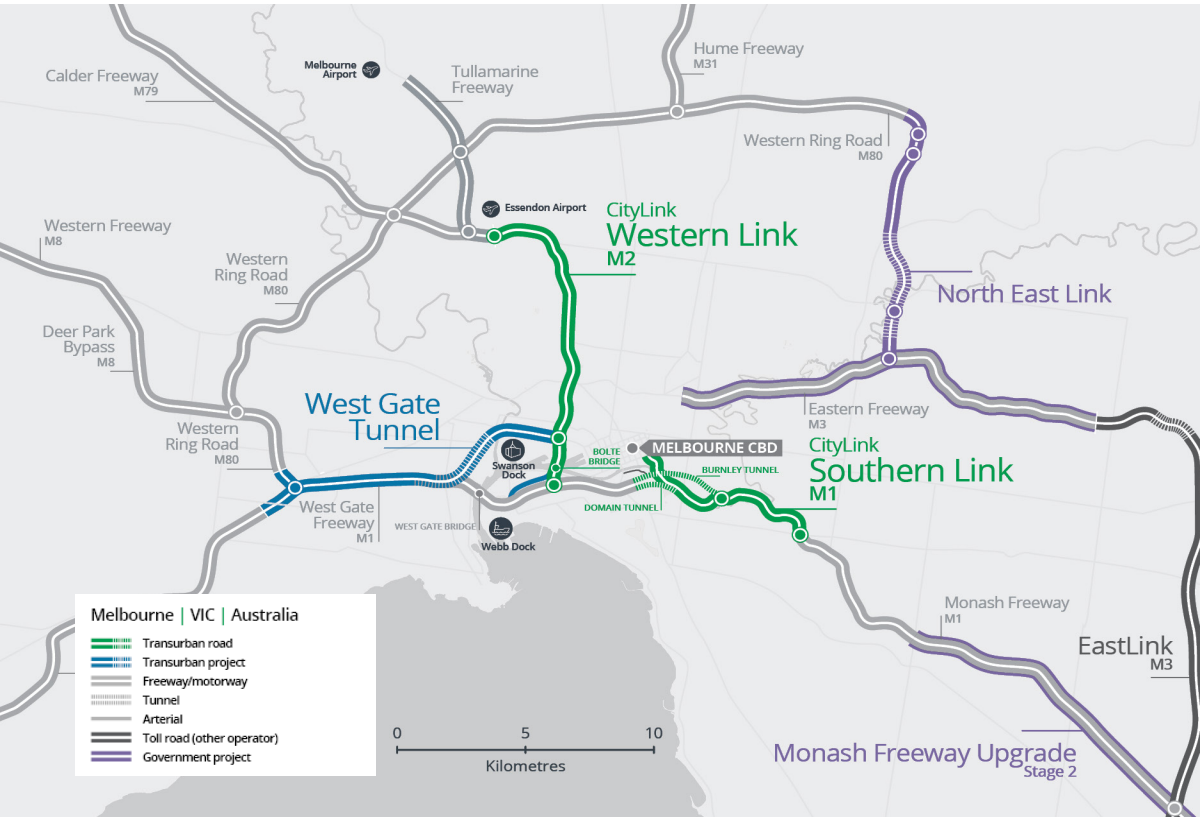 Calder Freeway
M79
Melbourne
Airport
Tullamarine
Freeway
Hume Freeway
M31
Western Ring Road
M80
Western Freeway
M8
Essendon Airport
CityLink
Western Link
M2
Western
Ring Road
M80
North East Link
Deer Park
Bypass
M8
West Gate
Tunnel
Eastern Freeway
M3
Western
Ring Road
M80
Swanson
Dock
BOLTE
BRIDGE
MELBOURNE CBD
BURNLEY TUNNEL
CityLink
Southern Link
M1
West Gate
Freeway
M1
WEST GATE BRIDGE
DOMAIN TUNNEL
Webb Dock
Monash Freeway
M1
EastLink
M3
Monash Freeway Upgrade
Stage 2
Melbourne | VIC | Australia
Transurban road
Transurban project
Freeway/motorway
Tunnel
Arterial
Toll road (other operator)
Government project
0 5 10
Kilometres